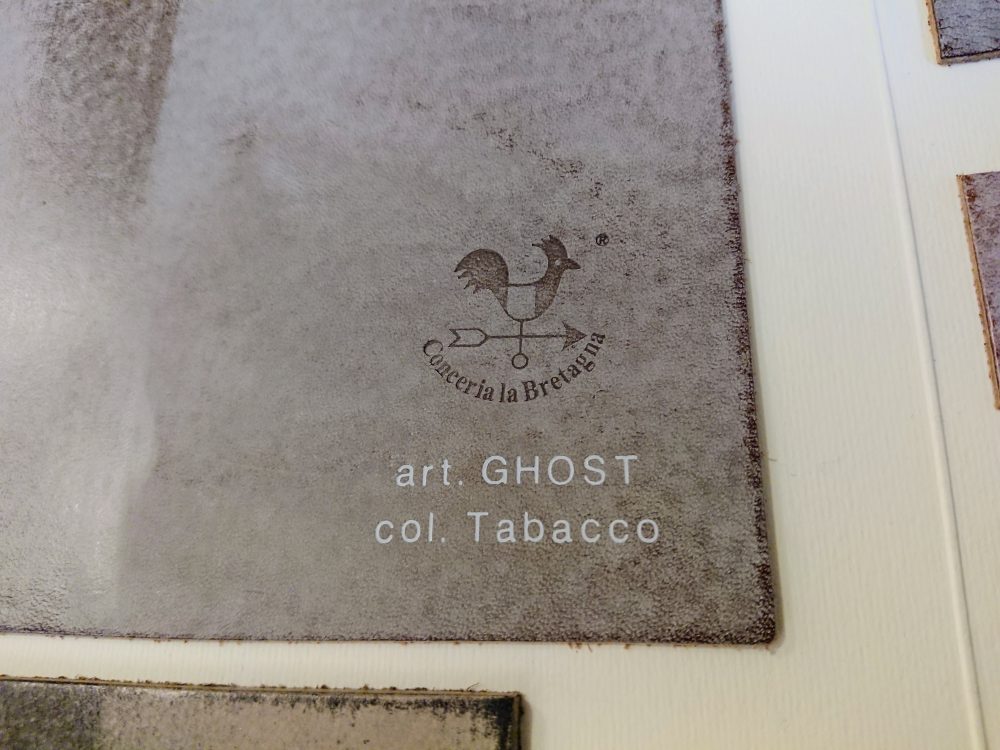 ®
Conceria la Bretagna
art. GHOST
col. Tabacco